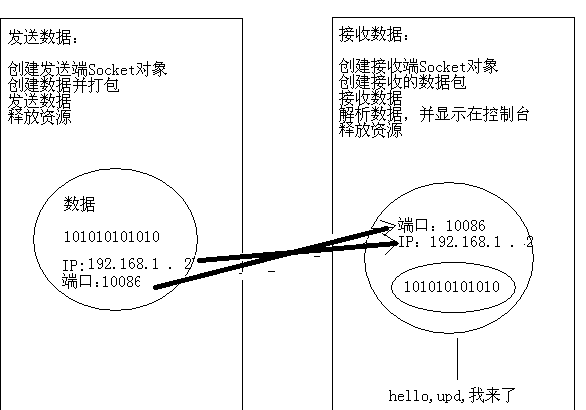 发送数据：
创建发送端Socket对象
创建数据并打包
发送数据
释放资源
数据
101010101010
IP:192.168.1 . 2
端口:10086
接收数据：
创建接收端Socket对象
创建接收的数据包
接收数据
解析数据，并显示在控制台
释放资源
端口：10086
IP：192.168.1 . 2
101010101010
hello,upd,我来了